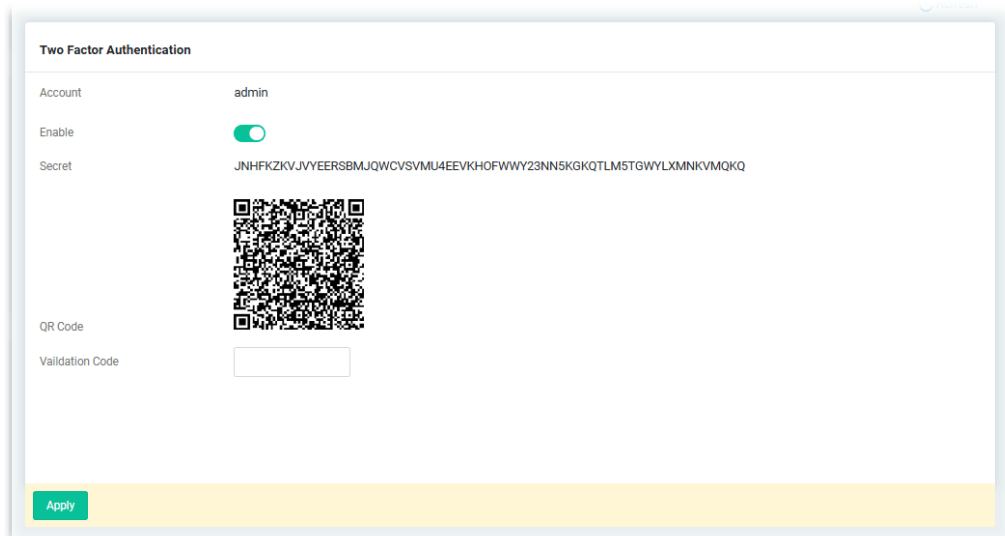 Two Factor Authentication
Account admin
Enable
Secret JNHFKZKVJVYEERSBMJQWCVSVMU4EEVKHOFWWY23NN5KGKQTLM5TGWYLXMNKVMQKQ
QR Code
Vaildation Code
Apply